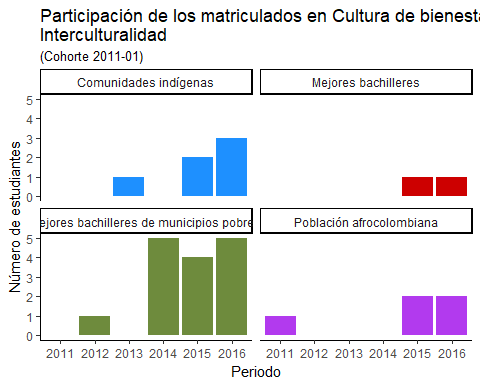 Participación de los matriculados en Cultura de bienesta
Interculturalidad
(Cohorte 2011-01)
Comunidades indígenas
Mejores bachilleres
5
4
3
2
1
0
Número de estudiantes
ejores bachilleres de municipios pobre
Población afrocolombiana
5
4
3
2
1
0
2011 2012 2013 2014 2015 2016 2011 2012 2013 2014 2015 2016
Periodo